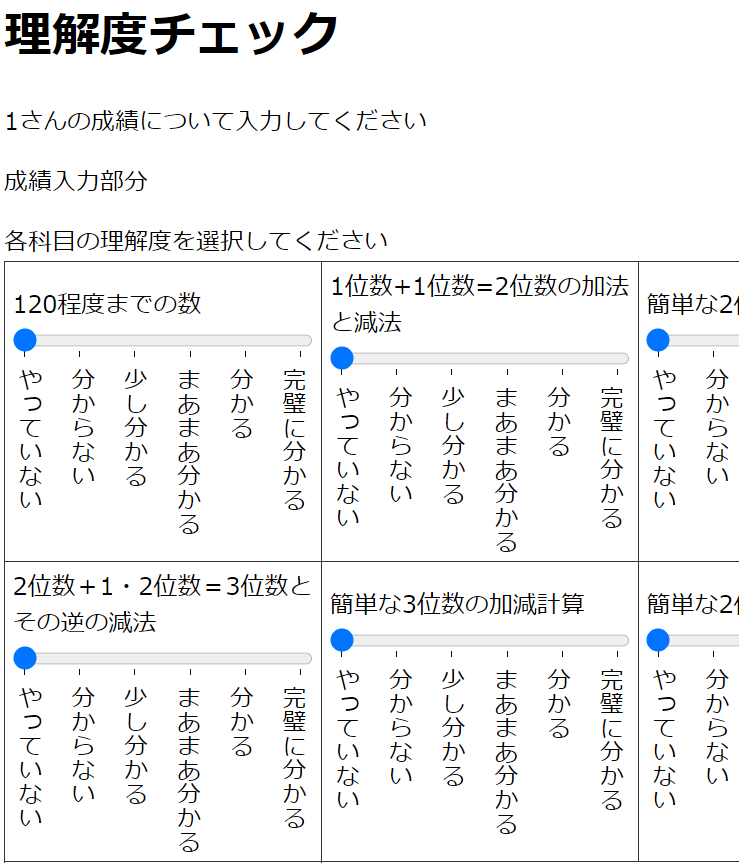 理解度チェック
1さんの成績について入力してください
成績入力部分
各科目の理解度を選択してください
120程度までの数
やっていない
分からない
少し分かる
まあまあ分かる
分かる
完璧に分かる
1位数+1位数=2位数の加法
と減法
やっていない
分からない
少し分かる
まあまあ分かる
分かる
完璧に分かる
簡単な2位
やっていない
分からない
2位数＋1・2位数＝3位数と
その逆の減法
やっていない
分からない
少し分かる
まあまあ分かる
分かる
完璧に分かる
簡単な3位数の加減計算
やっていない
分からない
少し分かる
まあまあ分かる
分かる
完璧に分かる
簡単な2位
やっていない
分からない